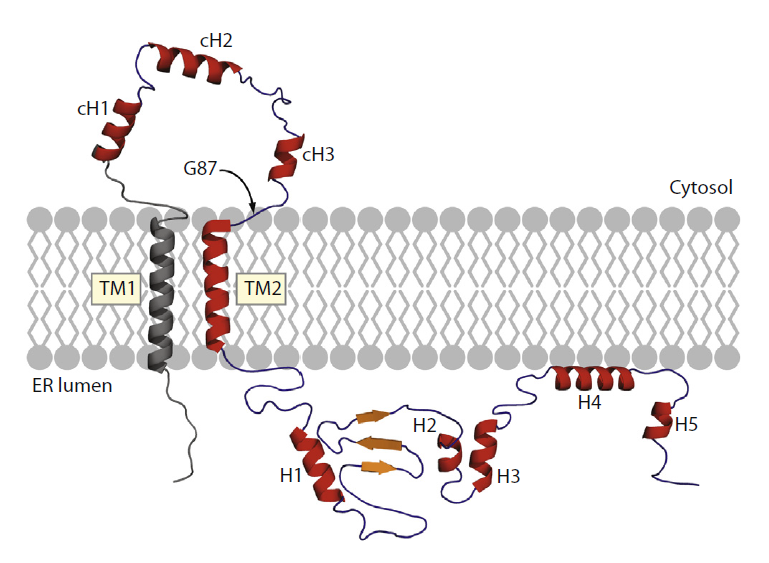 cH2
cH1
cH3
G87
Cytosol
TM1
TM2
ER lumen
H4
H2
H5
H1
H3